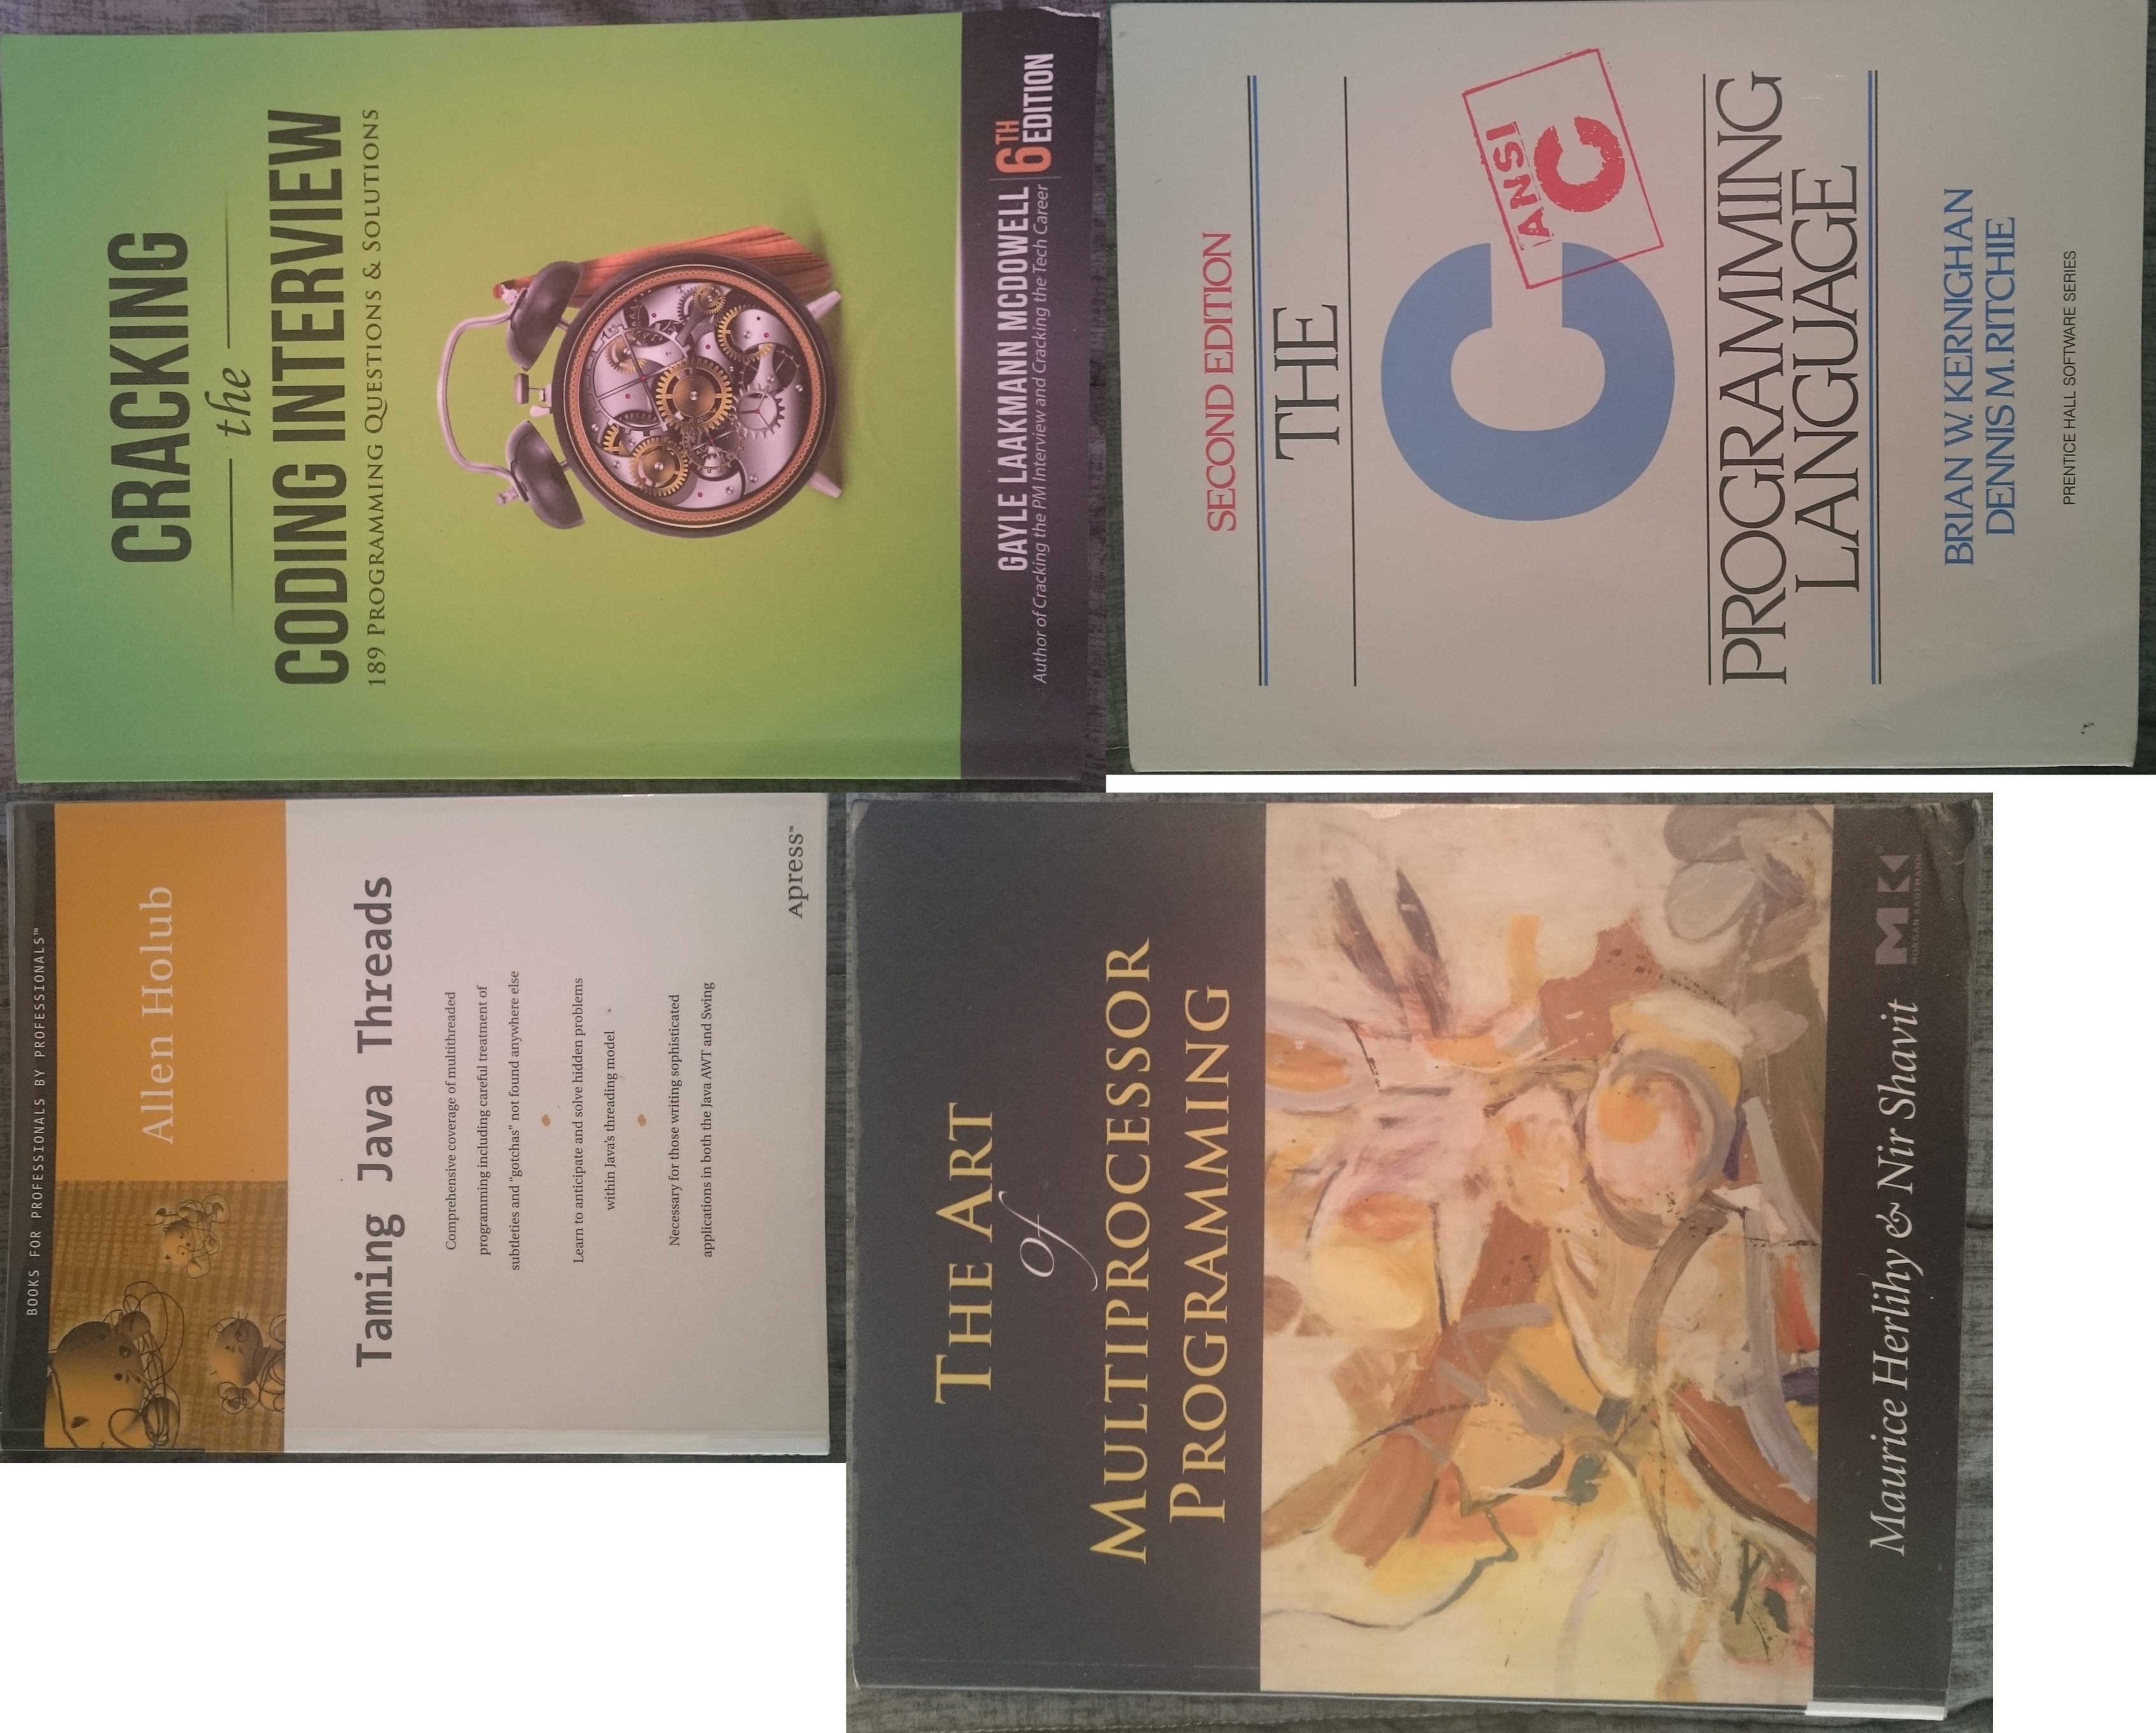 CRACKING
the
CODING INTERVIEW
189 PROGRAMMING QUESTIONS & SOLUTIONS
GAYLE LAAKMANN MCDOWELL
Author of Cracking the PM Interview and Cracking the Tech Career
6TH
EDITION
SECOND EDITION
THE
C
ANSI
C
PROGRAMMING
LANGUAGE
BRIAN W. KERNIGHAN
DENNIS M. RITCHIE
PRENTICE HALL SOFTWARE SERIES
BOOKS FOR PROFESSIONALS BY PROFESSIONALS™
Allen Holub
Taming Java Threads
Comprehensive coverage of multithreaded
programming including careful treatment of
subtleties and "gotchas" not found anywhere else
Learn to anticipate and solve hidden problems
within Java's threading model
Necessary for those writing sophisticated
applications in both the Java AWT and Swing
Apress™
THE ART
of
MULTIPROCESSOR
PROGRAMMING
Maurice Herlihy & Nir Shavit
MK
MORGAN KAUFMANN